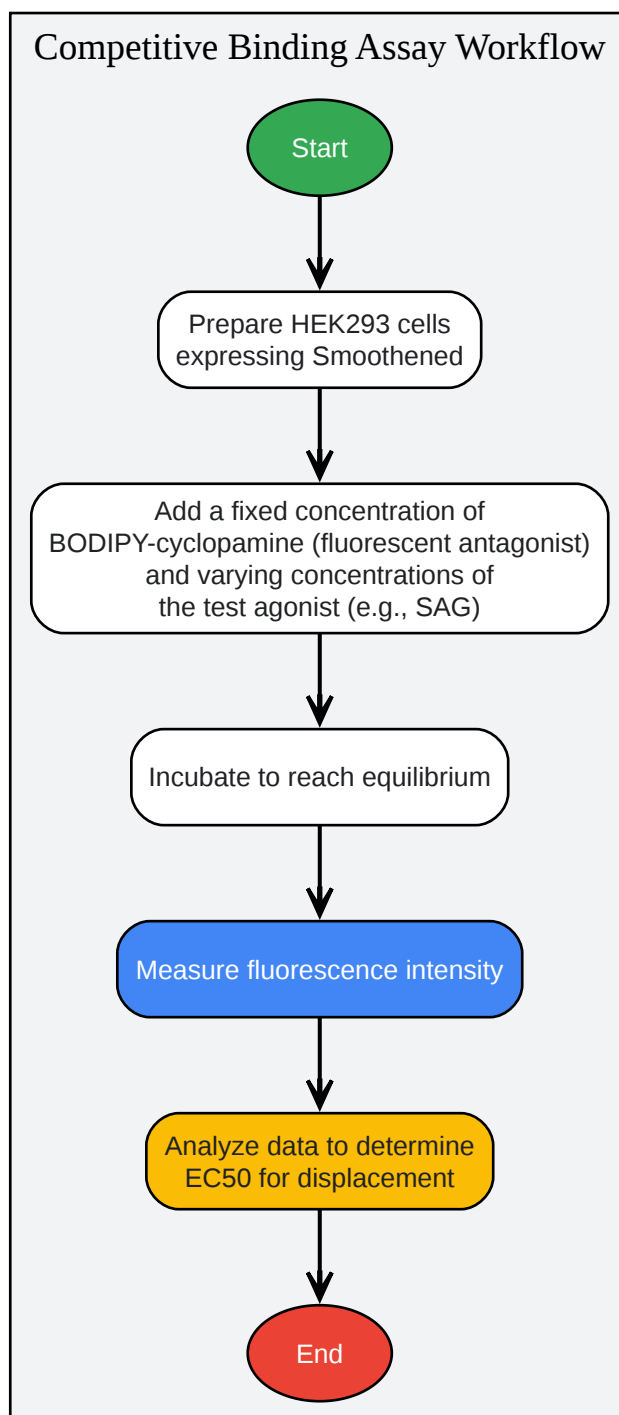 Competitive Binding Assay Workflow
Start
Prepare HEK293 cells
expressing Smoothened
Add a fixed concentration of
BODIPY-cyclopamine (fluorescent antagonist)
and varying concentrations of
the test agonist (e.g., SAG)
Incubate to reach equilibrium
Measure fluorescence intensity
Analyze data to determine
EC50 for displacement
End